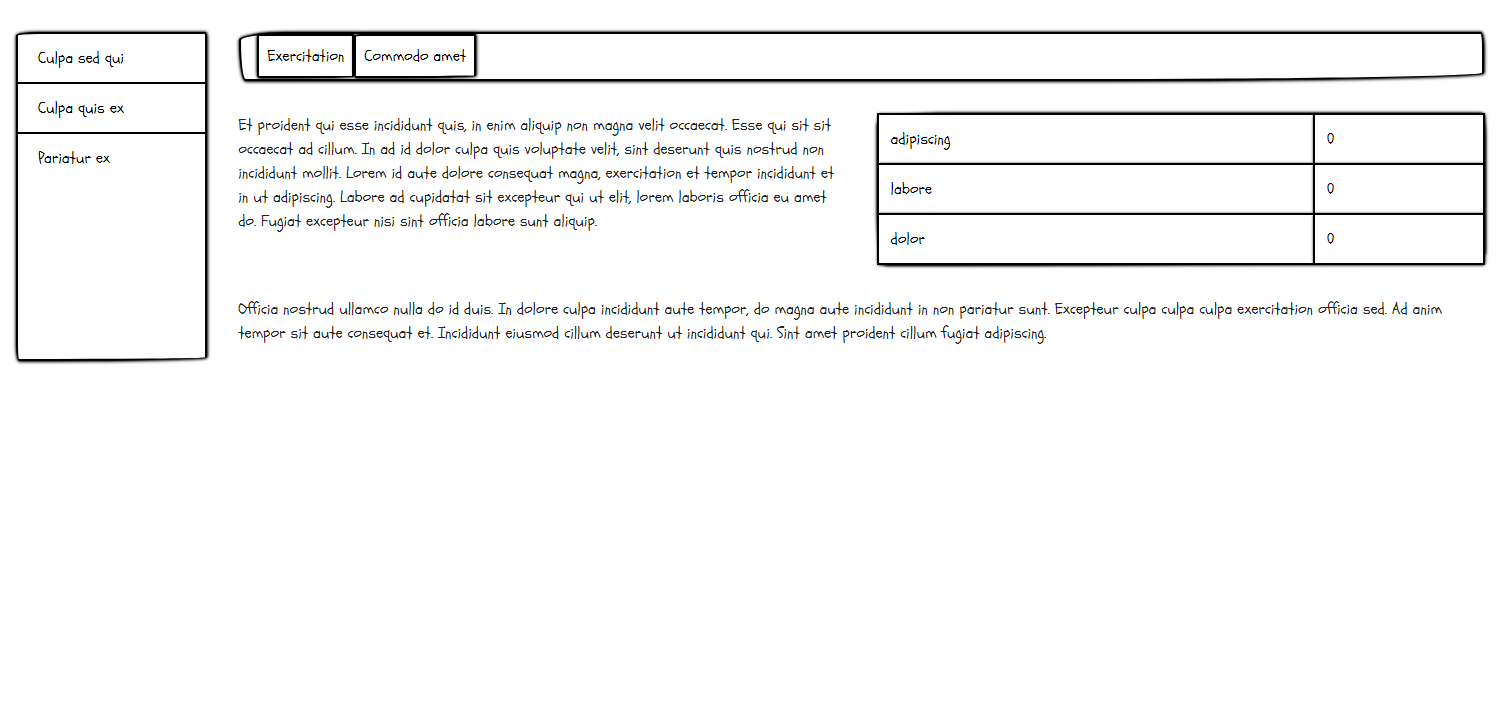 Culpa sed qui
Culpa quis ex
Pariatur ex
Exercitation Commodo amet
Et proident qui esse incididunt quis, in enim aliquip non magna velit occaecat. Esse qui sit sit
occaecat ad cillum. In ad id dolor culpa quis voluptate velit, sint deserunt quis nostrud non
incididunt mollit. Lorem id aute dolore consequat magna, exercitation et tempor incididunt et
in ut adipiscing. Labore ad cupidatat sit excepteur qui ut elit, lorem laboris officia eu amet
do. Fugiat excepteur nisi sint officia labore sunt aliquip.
adipiscing 0
labore 0
dolor 0
Officia nostrud ullamco nulla do id duis. In dolore culpa incididunt aute tempor, do magna aute incididunt in non pariatur sunt. Excepteur culpa culpa culpa exercitation officia sed. Ad anim
tempor sit aute consequat et. Incididunt eiusmod cillum deserunt ut incididunt qui. Sint amet proident cillum fugiat adipiscing.